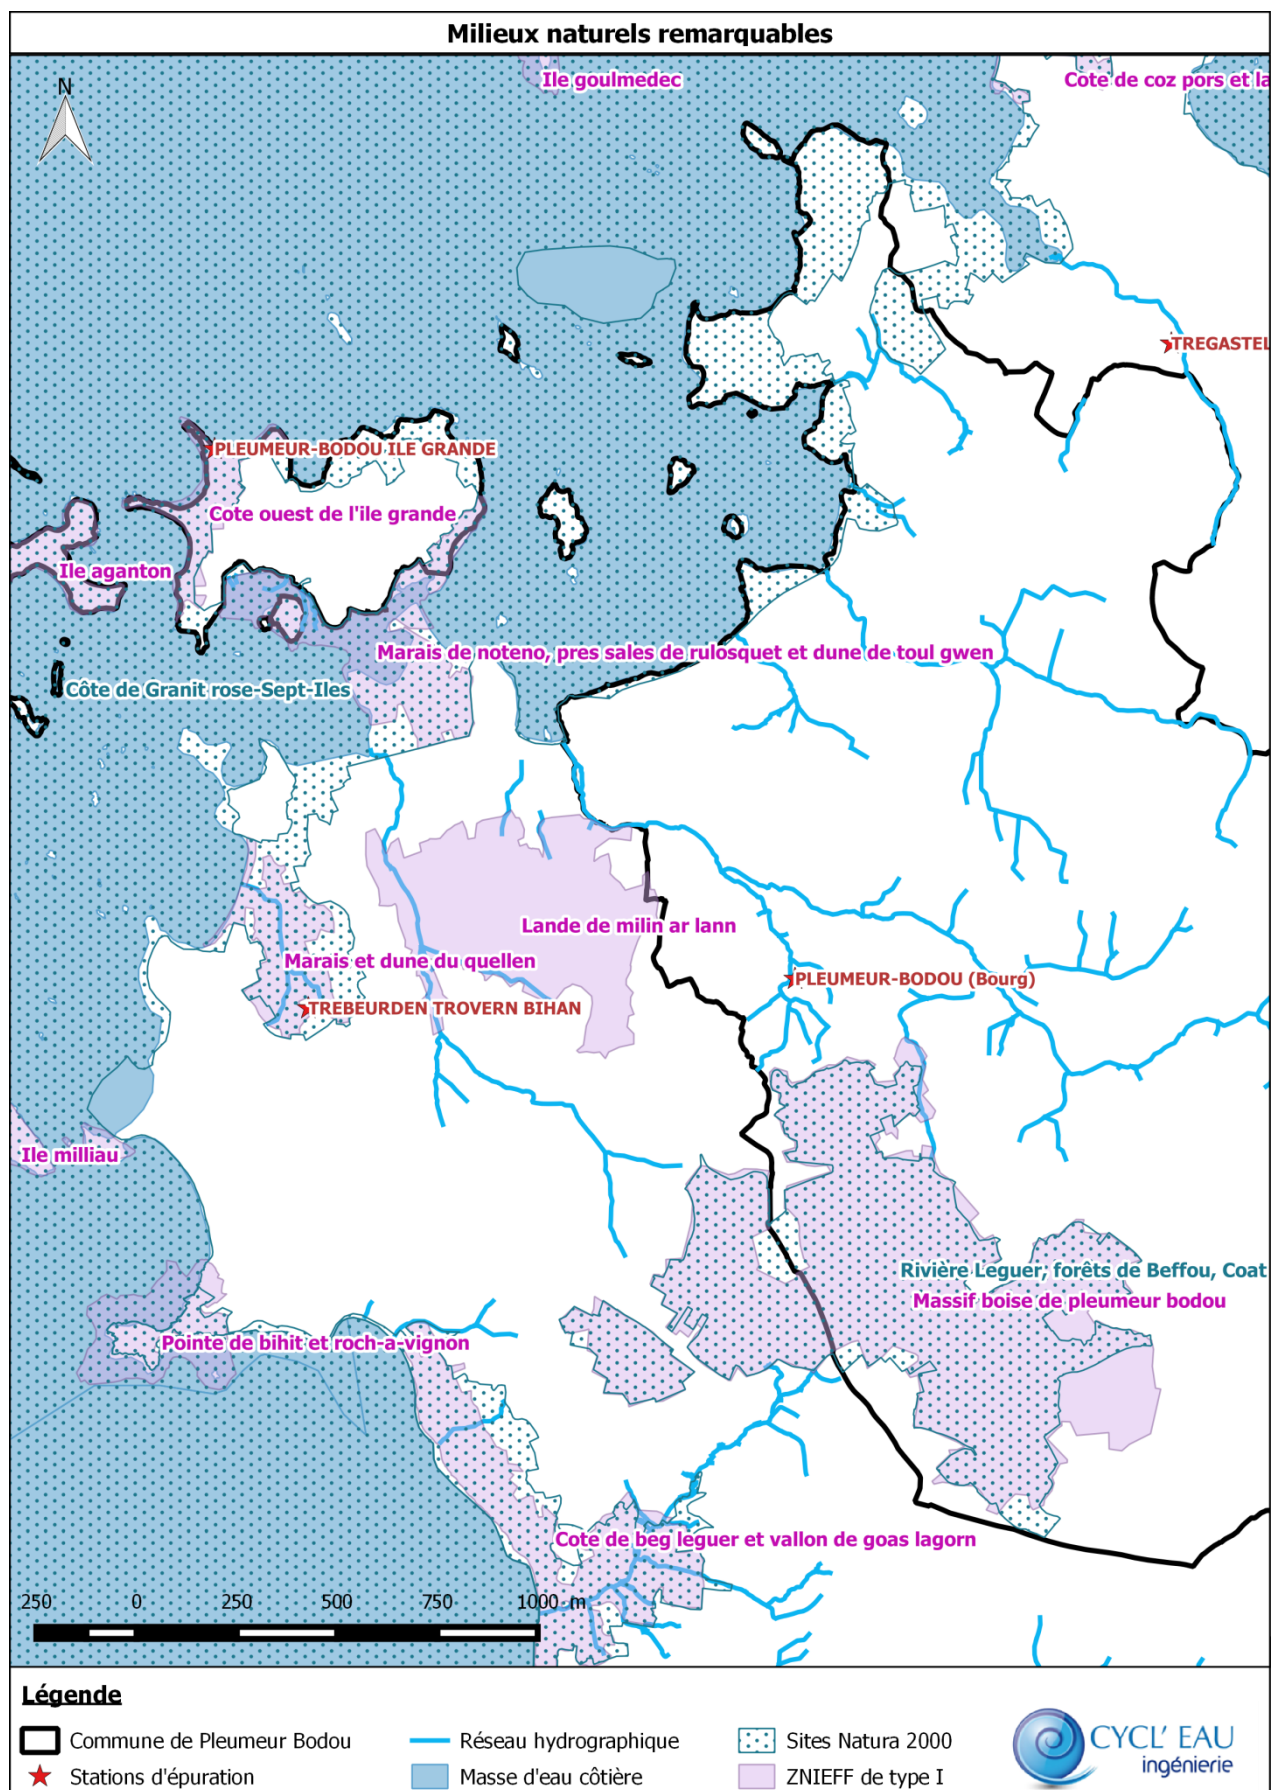 Milieux naturels remarquables
Ile goulmedec
Cote de coz pors et la
N
TREGASTEL
PLEUMEUR-BODOU ILE GRANDE
Cote ouest de l'ile grande
Ile aganton
Marais de noteno, pres sales de rulosquet et dune de toul gwen
Côte de Granit rose-Sept-Iles
Lande de milin ar lann
Marais et dune du quellen
PLEUMEUR-BODOU (Bourg)
TREBEURDEN TROVERN BIHAN
Ile milliau
Rivière Leguer, forêts de Beffou, Coat
Massif boise de pleumeur bodou
Pointe de bihit et roch-a-vignon
Cote de beg leguer et vallon de goas lagorn
250 0 250 500 750 1000 m
Légende
Commune de Pleumeur Bodou
Réseau hydrographique
Sites Natura 2000
Stations d'épuration
Masse d'eau côtière
ZNIEFF de type I
CYCL' EAU
ingénierie